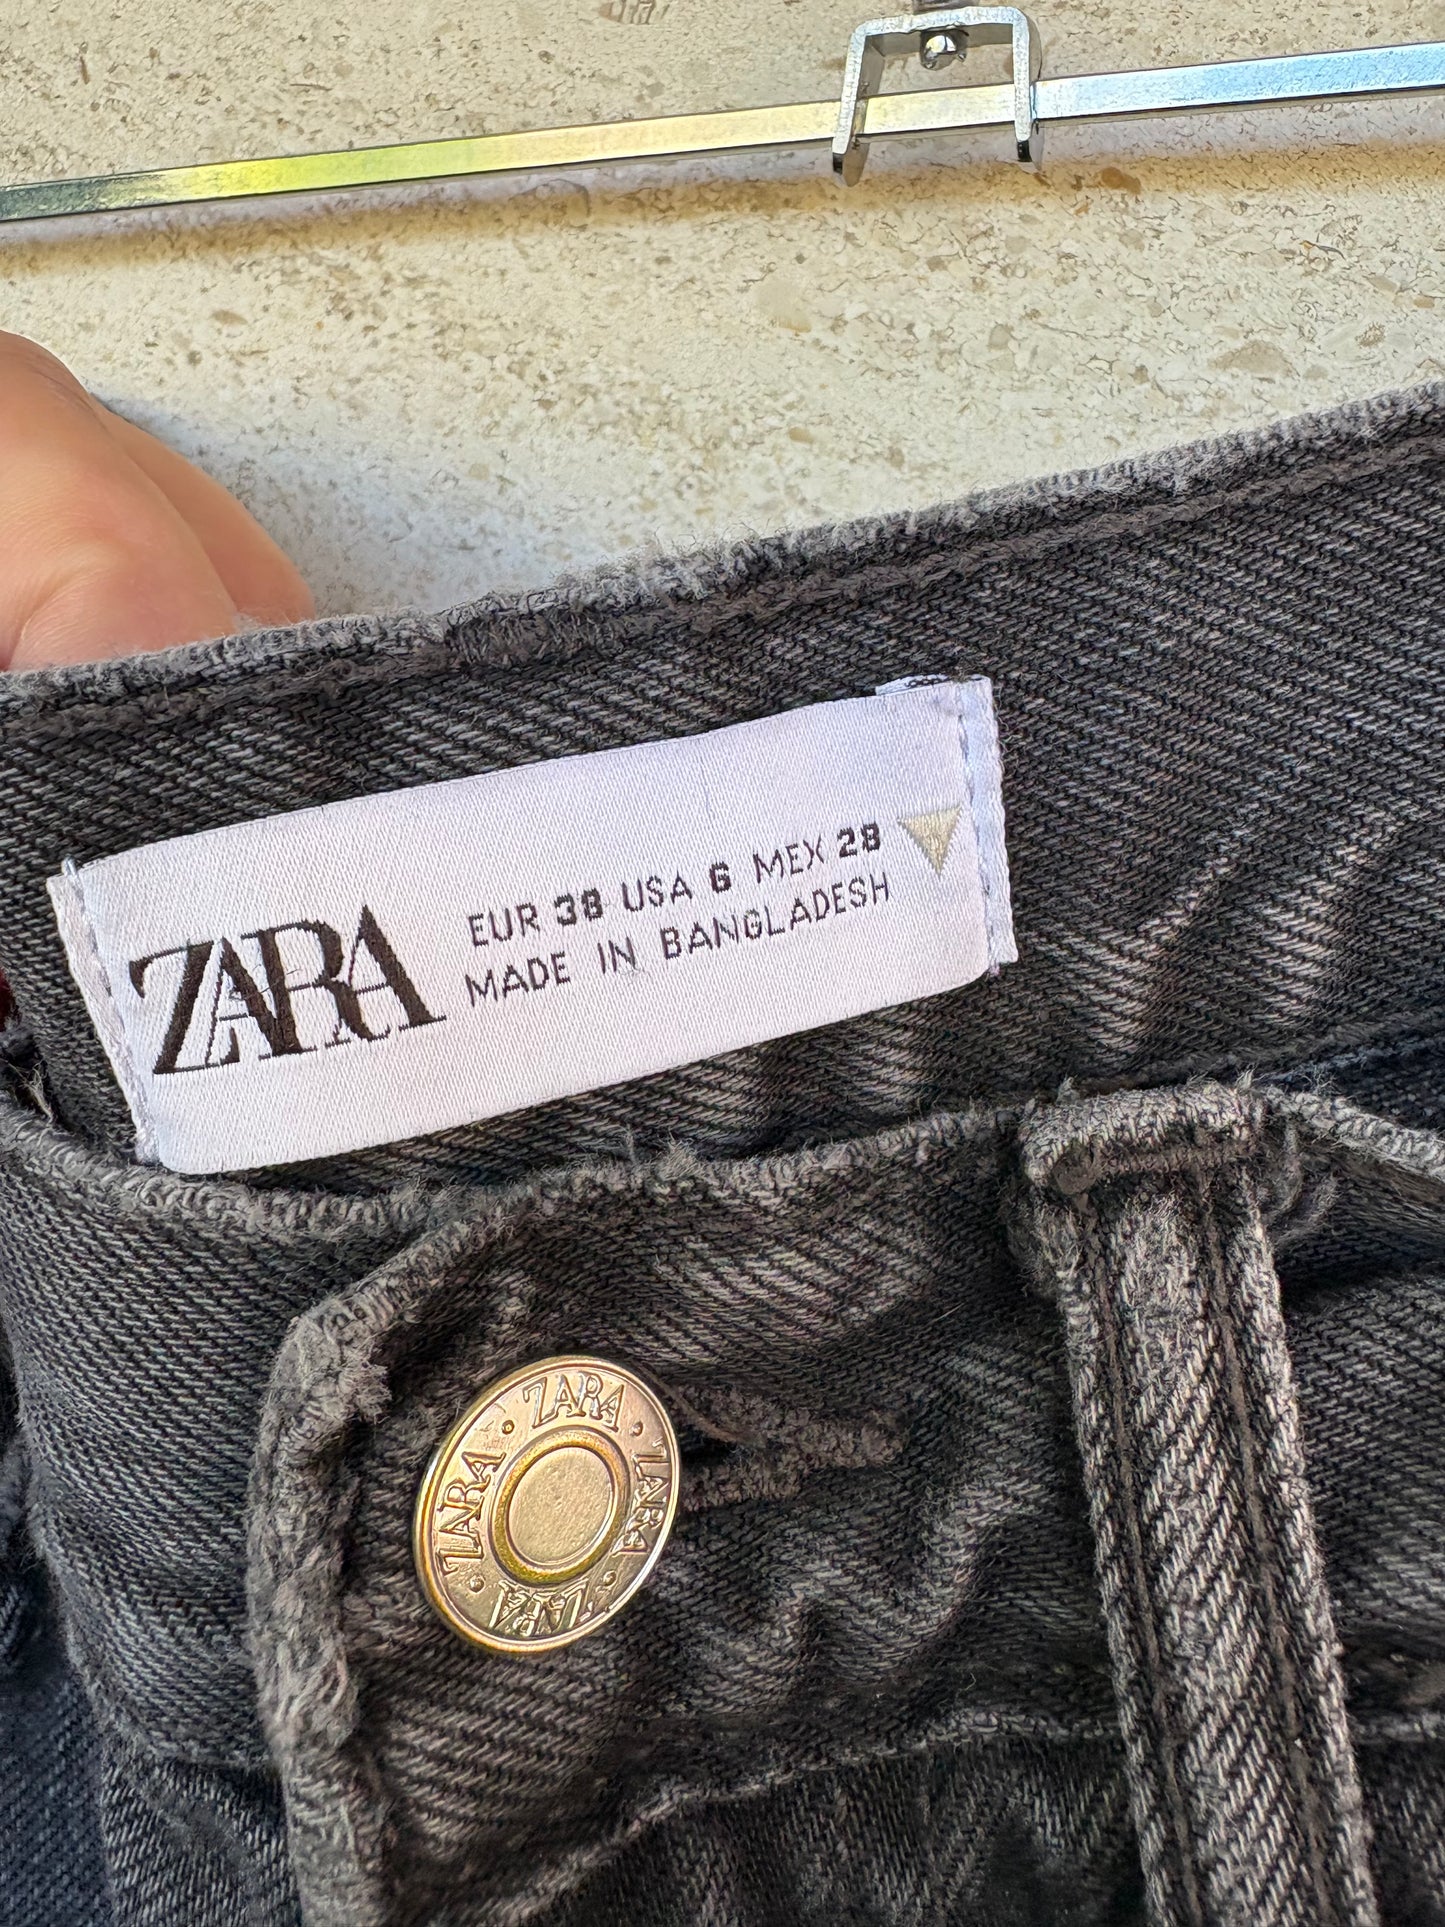 ZARA
EUR 38 USA 6 MEX 28
MADE IN BANGLADESH
ZARA · ZARA · ZARA · ZARA ·